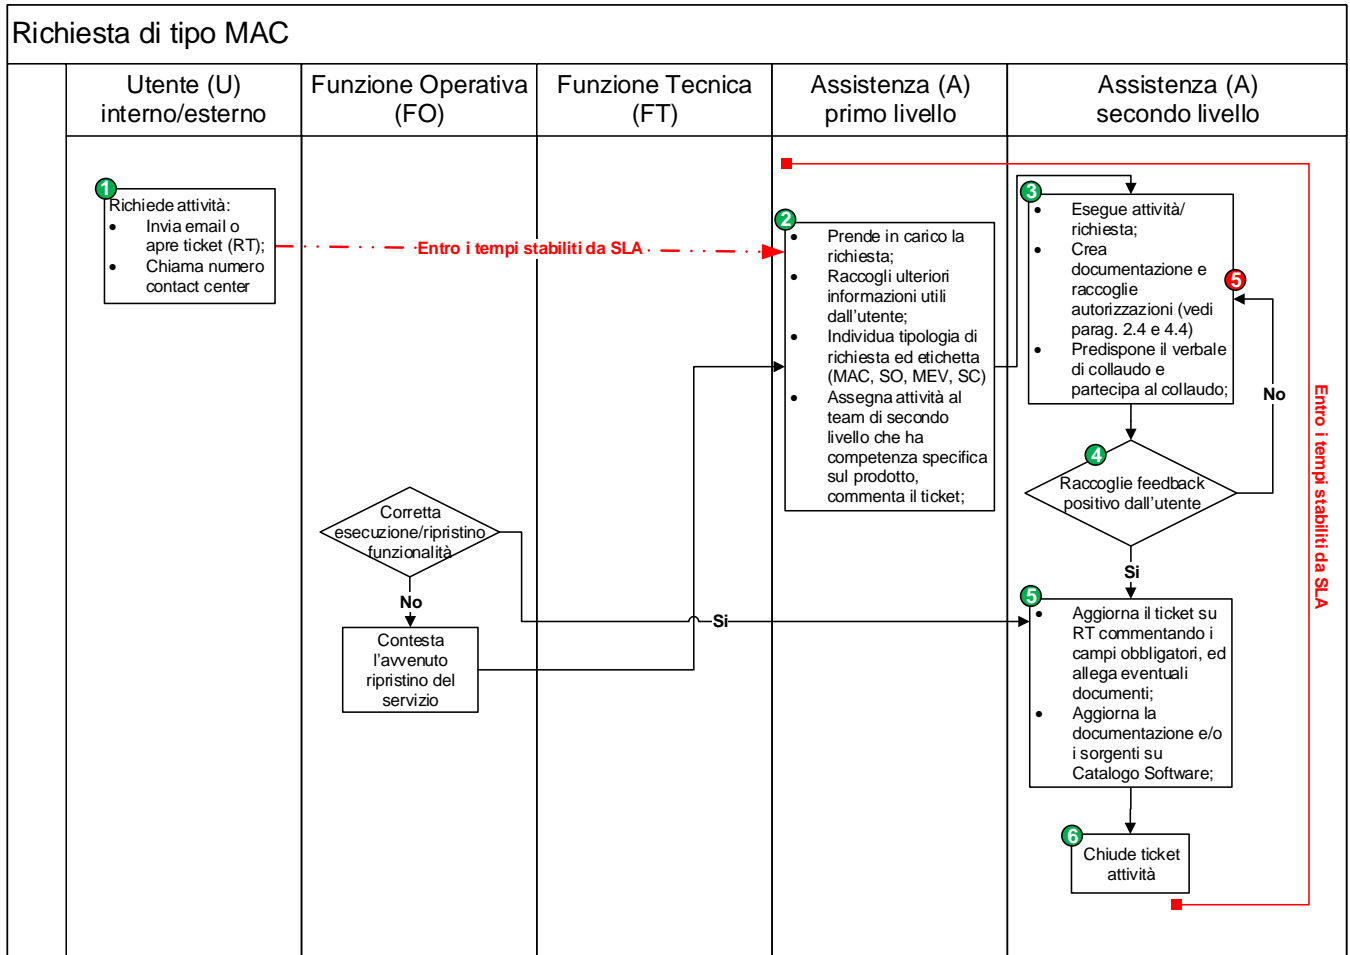 Richiesta di tipo MAC
Utente (U)
interno/esterno
Funzione Operativa
(FO)
Funzione Tecnica
(FT)
Assistenza (A)
primo livello
Assistenza (A)
secondo livello
1
Richiede attività:
• Invia email o
apre ticket (RT);
• Chiama numero
contact center
Entro i tempi stabiliti da SLA
2
• Prende in carico la
richiesta;
• Raccogli ulteriori
informazioni utili
dall'utente;
• Individua tipologia di
richiesta ed etichetta
(MAC, SO, MEV, SC)
• Assegna attività al
team di secondo
livello che ha
competenza specifica
sul prodotto,
commenta il ticket;
3
• Esegue attività/
richiesta;
• Crea
documentazione e
raccoglie
autorizzazioni (vedi
parag. 2.4 e 4.4)
• Predispone il verbale
di collaudo e
partecipa al collaudo;
5
No
Entro i tempi stabiliti da SLA
4
Raccoglie feedback
positivo dall'utente
Si
Corretta
esecuzione/ripristino
funzionalità
No
Si
Contesta
l'avvenuto
ripristino del
servizio
5
• Aggiorna il ticket su
RT commentando i
campi obbligatori, ed
allega eventuali
documenti;
• Aggiorna la
documentazione e/o
i sorgenti su
Catalogo Software;
6
Chiude ticket
attività